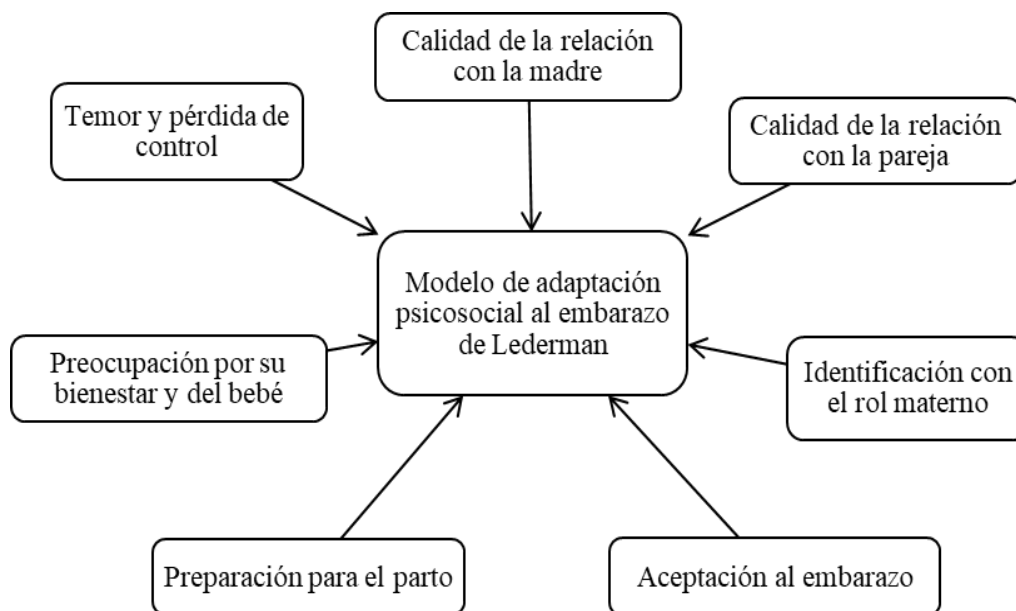 Calidad de la relación
con la madre
Temor y pérdida de
control
Calidad de la relación
con la pareja
Modelo de adaptación
psicosocial al embarazo
de Lederman
Preocupación por su
bienestar y del bebé
Identificación con
el rol materno
Preparación para el parto
Aceptación al embarazo